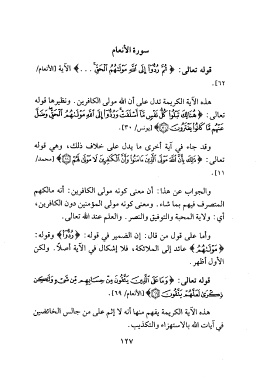 سورة الأنعام
قوله تعالى: ﴿ ثُمَّ رُدُّوٓا۟ إِلَى ٱللَّهِ مَوْلَىٰهُمُ ٱلْحَقِّ . . . ﴾ الآية [الأنعام/
٦٢].
هذه الآية الكريمة تدل على أن الله مولى الكافرين. ونظيرها قوله
تعالى: ﴿ هُنَالِكَ تَبْلُوا۟ كُلُّ نَفْسٍ مَّآ أَسْلَفَتْ وَرُدُّوٓا۟ إِلَى ٱللَّهِ مَوْلَىٰهُمُ ٱلْحَقِّ وَضَلَّ
عَنْهُم مَّا كَانُوا۟ يَفْتَرُونَ ﴾ [يونس/ ٣٠].
وقد جاء في آية أخرى ما يدل على خلاف ذلك، وهي قوله
تعالى: ﴿ ذَٰلِكَ بِأَنَّ ٱللَّهَ مَوْلَى ٱلَّذِينَ ءَامَنُوا۟ وَأَنَّ ٱلْكَٰفِرِينَ لَا مَوْلَىٰ لَهُمْ ﴾ [محمد/
١١].
والجواب عن هذا: أن معنى كونه مولى الكافرين: أنه مالكهم
المتصرف فيهم بما شاء. ومعنى كونه مولى المؤمنين دون الكافرين،
أي: ولاية المحبة والتوفيق والنصر. والعلم عند الله تعالى.
وأما على قول من قال: إن الضمير في قوله: ﴿ رُدُّوٓا۟ ﴾ وقوله:
﴿ مَوْلَىٰهُمُ ﴾ عائد إلى الملائكة، فلا إشكال في الآية أصلاً. ولكن
الأول أظهر.
قوله تعالى: ﴿ وَمَا عَلَى ٱلَّذِينَ يَتَّقُونَ مِنْ حِسَابِهِم مِّن شَىْءٍ وَلَٰكِن
ذِكْرَىٰ لَعَلَّهُمْ يَتَّقُونَ ﴾ [الأنعام/ ٦٩].
هذه الآية الكريمة يفهم منها أنه لا إثم على من جالس الخائضين
في آيات الله بالاستهزاء والتكذيب.
١٢٧